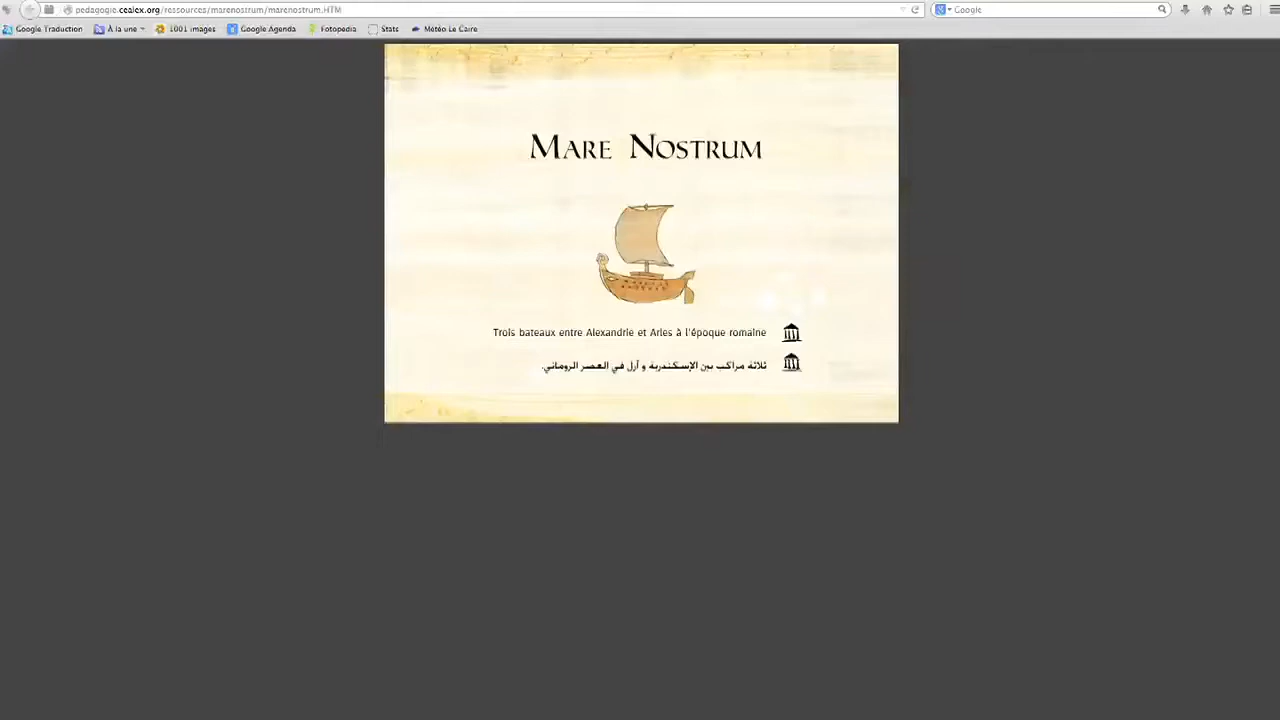 pedagogie.cealex.org/ressources/marenostrum/marenostrum.HTM
Google
Google Traduction
À la une
1001 images
Google Agenda
Fotopedia
Stats
Météo Le Caire
MARE NOSTRUM
Trois bateaux entre Alexandrie et Arles à l'époque romaine
ثلاثة مراكب بين الإسكندرية و آرل في العصر الروماني.